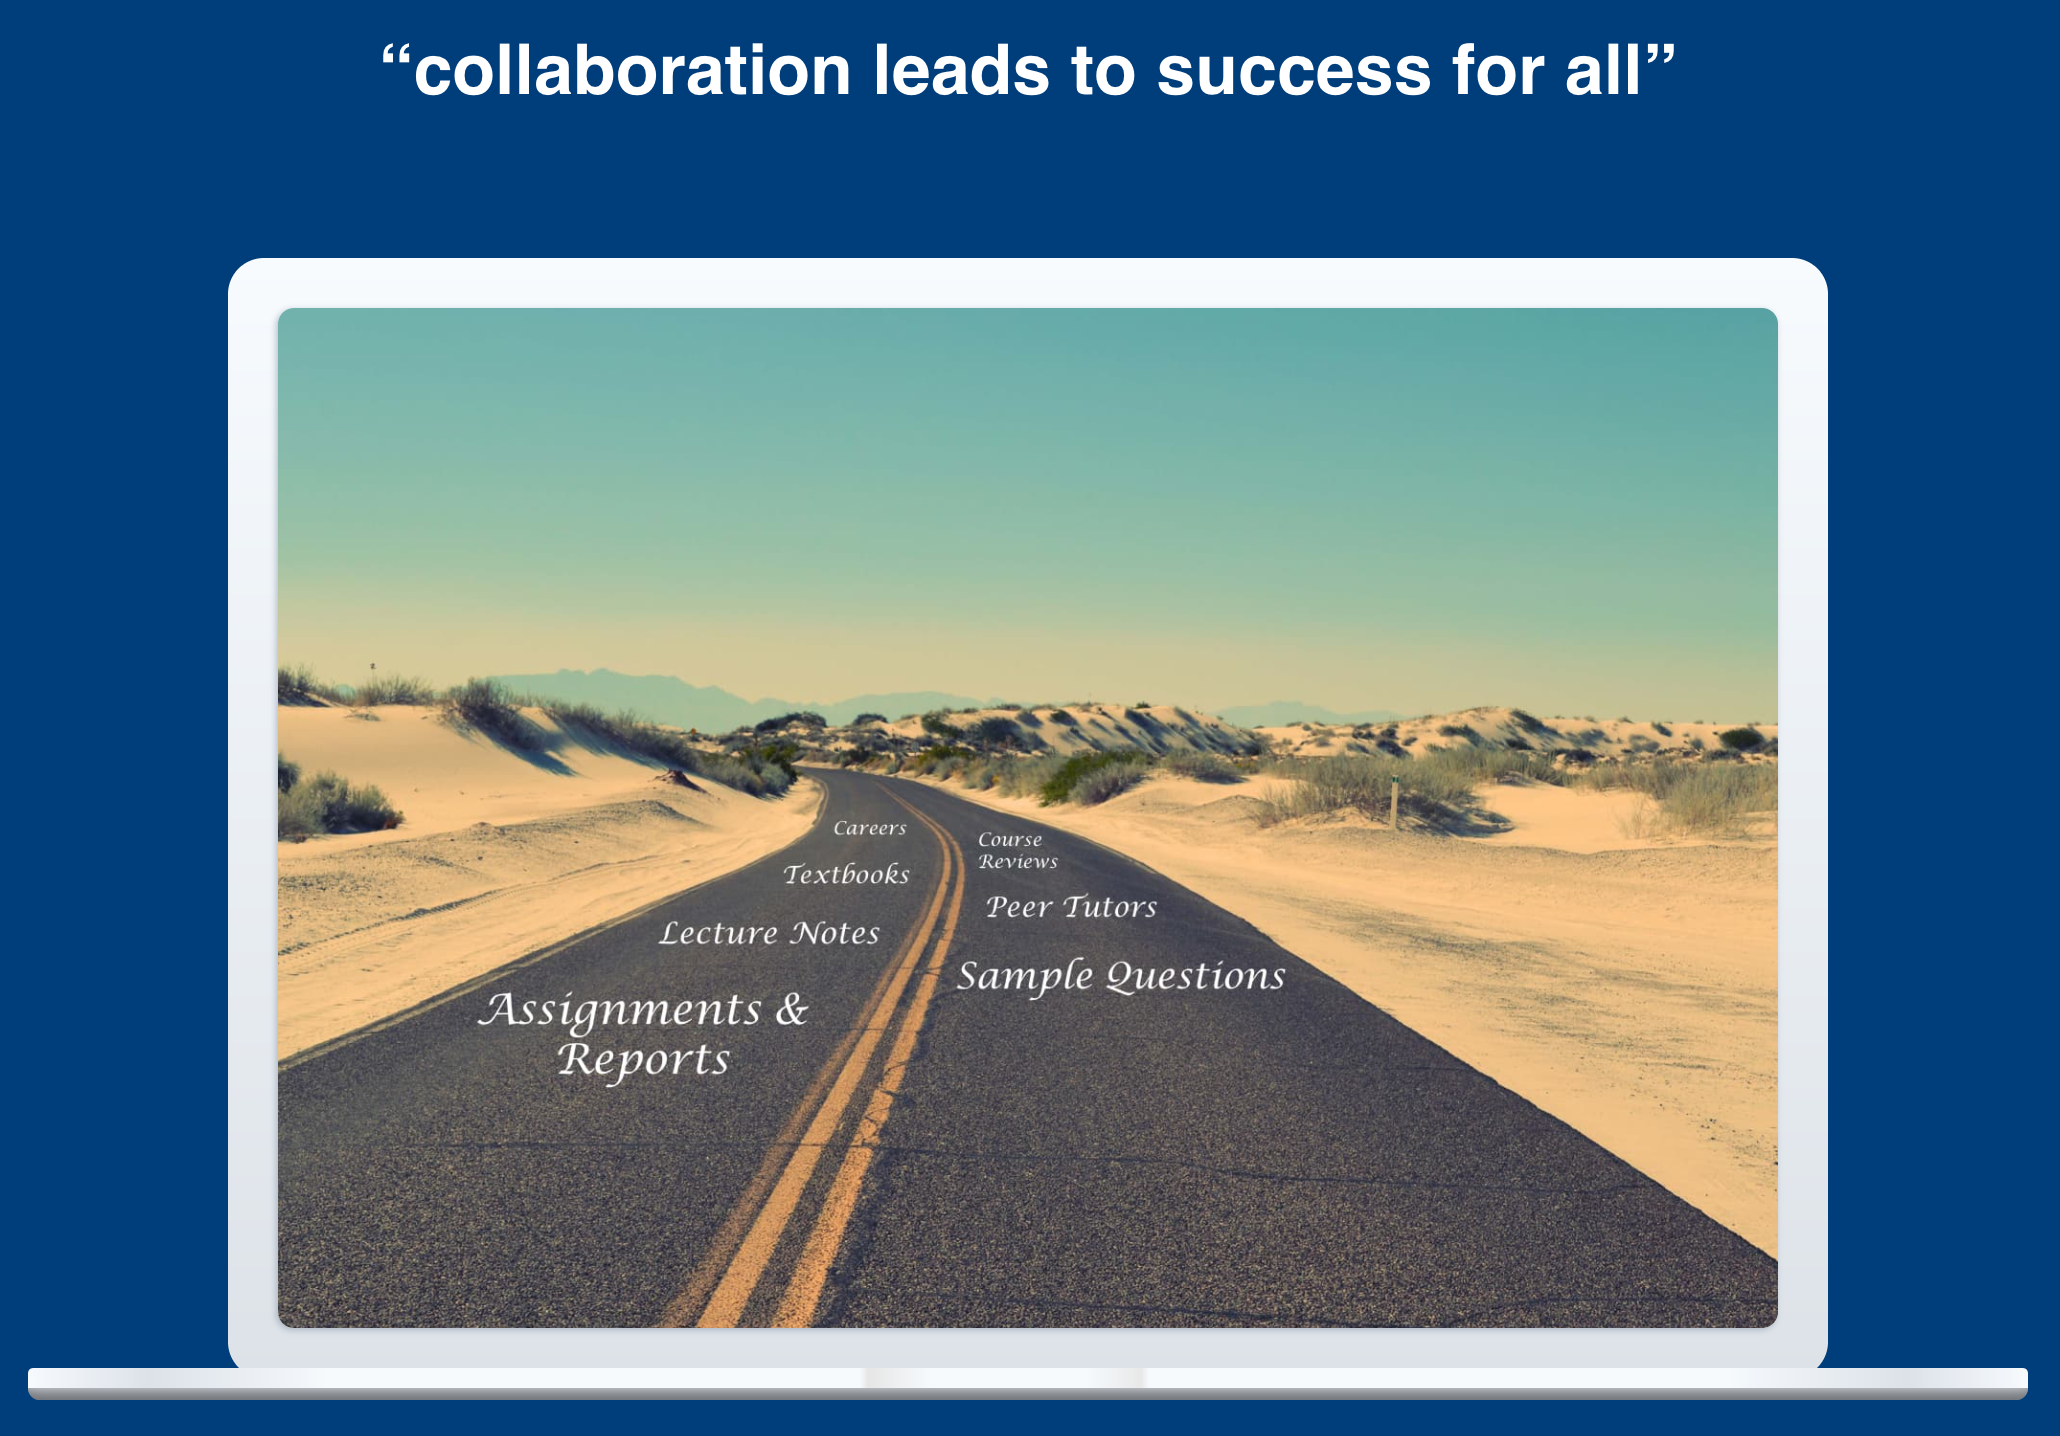 “collaboration leads to success for all”
Careers
Course
Reviews
Textbooks
Peer Tutors
Lecture Notes
Sample Questions
Assignments &
Reports